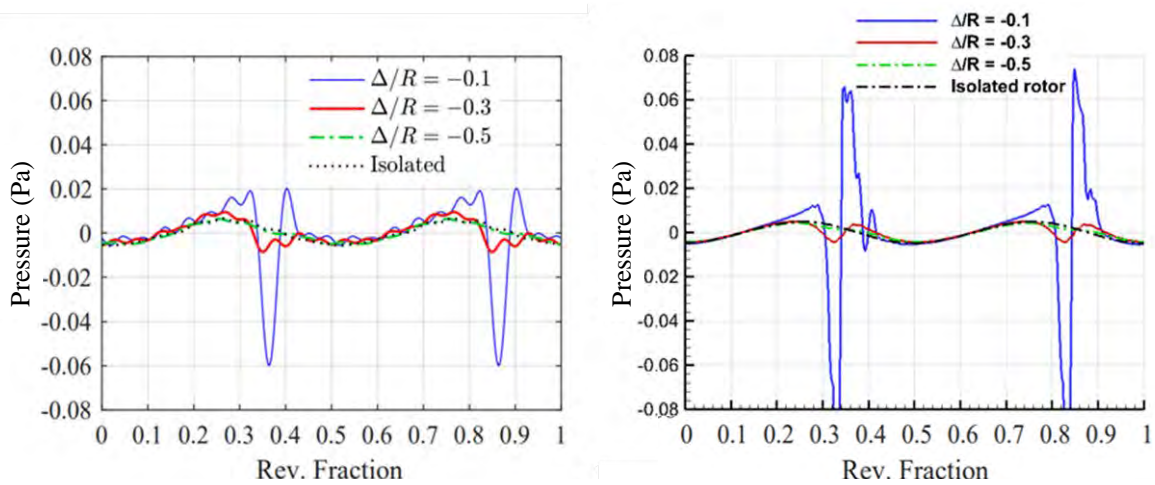 Pressure (Pa)
0.08
0.06
0.04
0.02
0
-0.02
-0.04
-0.06
-0.08
Δ/R = −0.1
Δ/R = −0.3
Δ/R = −0.5
Isolated
0 0.1 0.2 0.3 0.4 0.5 0.6 0.7 0.8 0.9 1
Rev. Fraction
Δ/R = -0.1
Δ/R = -0.3
Δ/R = -0.5
Isolated rotor
Pressure (Pa)
0.08
0.06
0.04
0.02
0
0.02
-0.04
-0.06
-0.08
0 0.1 0.2 0.3 0.4 0.5 0.6 0.7 0.8 0.9 1
Rev. Fraction